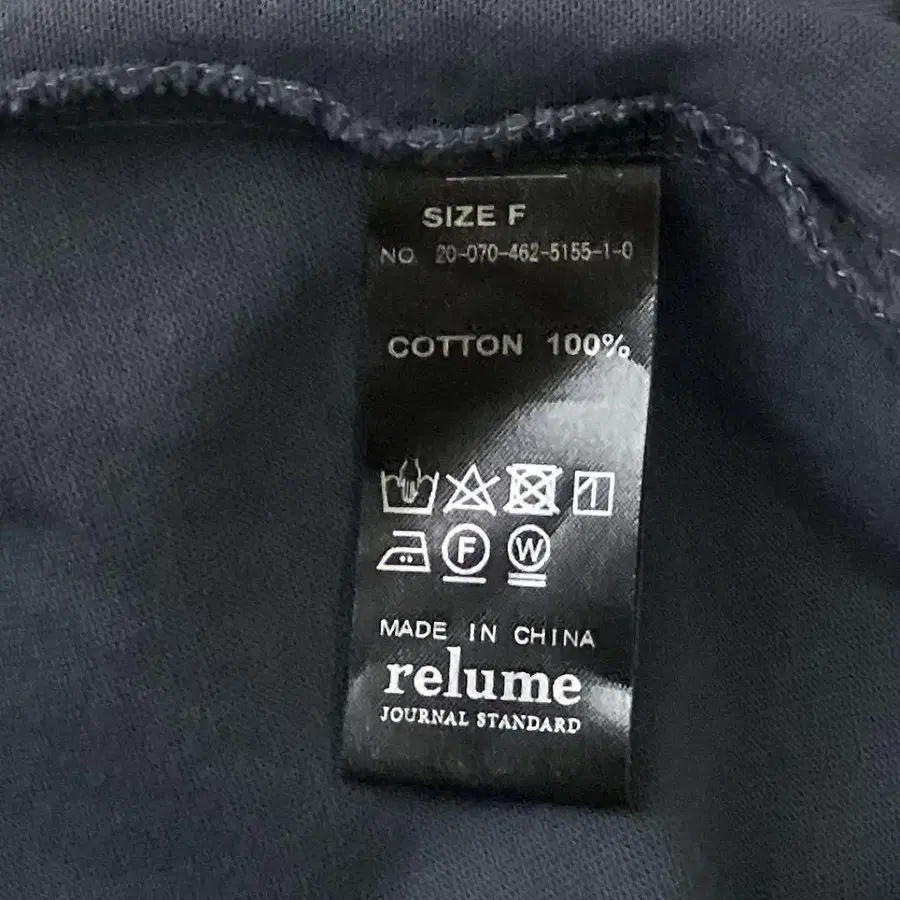 SIZE F
NO. 20-070-462-5155-1-0
COTTON 100%
F W
MADE IN CHINA
relume
JOURNAL STANDARD